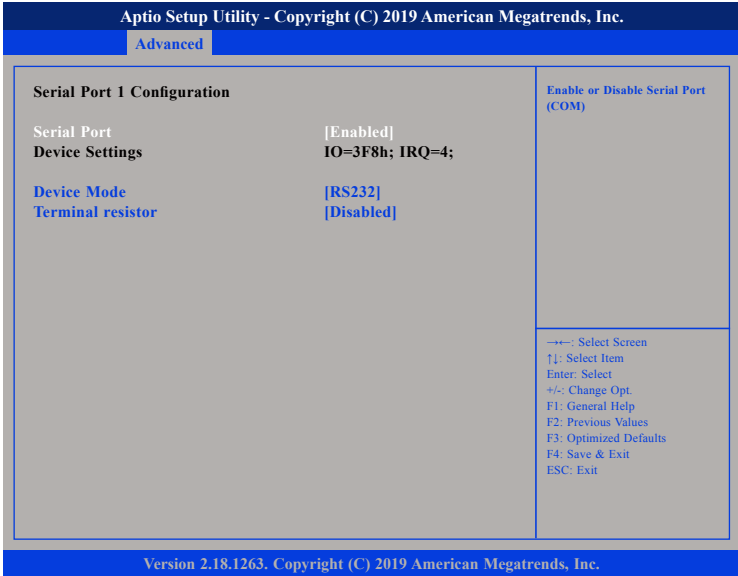 Aptio Setup Utility - Copyright (C) 2019 American Megatrends, Inc.
Advanced
Serial Port 1 Configuration
Serial Port [Enabled]
Device Settings IO=3F8h; IRQ=4;
Device Mode [RS232]
Terminal resistor [Disabled]
Enable or Disable Serial Port
(COM)
→←: Select Screen
↑↓: Select Item
Enter: Select
+/-: Change Opt.
F1: General Help
F2: Previous Values
F3: Optimized Defaults
F4: Save & Exit
ESC: Exit
Version 2.18.1263. Copyright (C) 2019 American Megatrends, Inc.